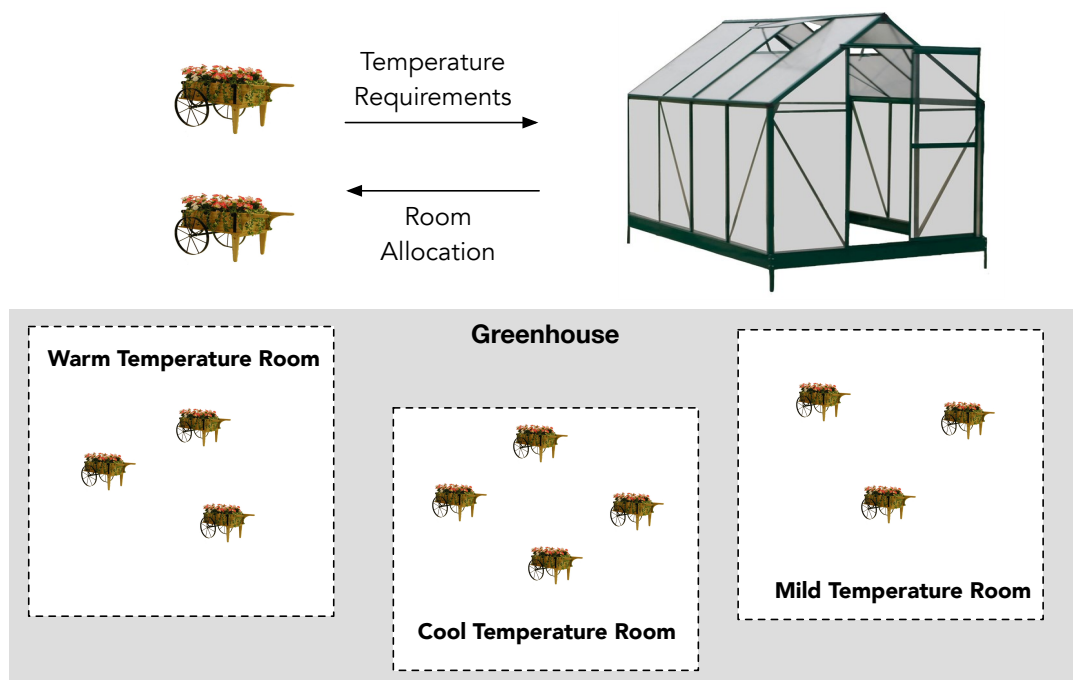 Temperature
Requirements
Room
Allocation
Greenhouse
Warm Temperature Room
Cool Temperature Room
Mild Temperature Room